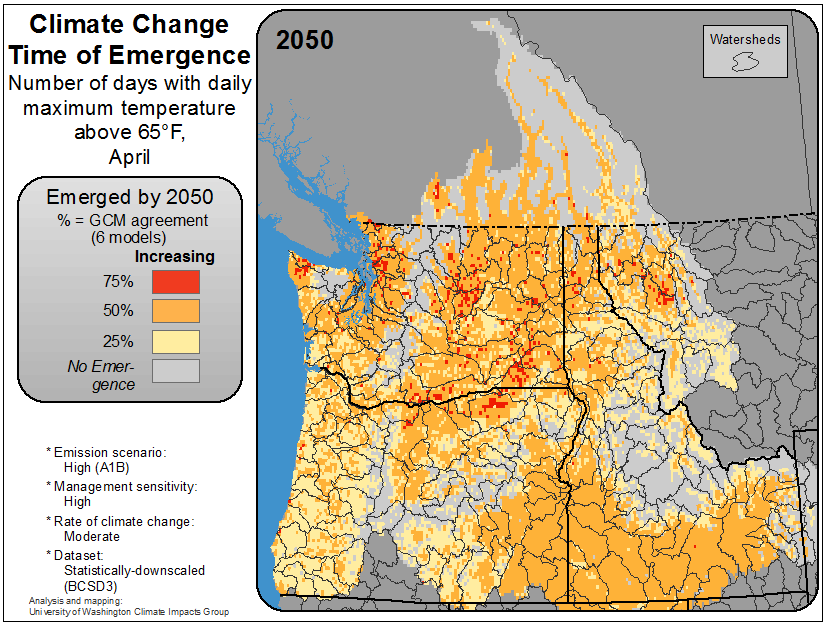 Climate Change
Time of Emergence
Number of days with daily
maximum temperature
above 65°F,
April
Emerged by 2050
% = GCM agreement
(6 models)
Increasing
75%
50%
25%
No Emer-
gence
* Emission scenario:
High (A1B)
* Management sensitivity:
High
* Rate of climate change:
Moderate
* Dataset:
Statistically-downscaled
(BCSD3)
Analysis and mapping:
University of Washington Climate Impacts Group
2050
Watersheds